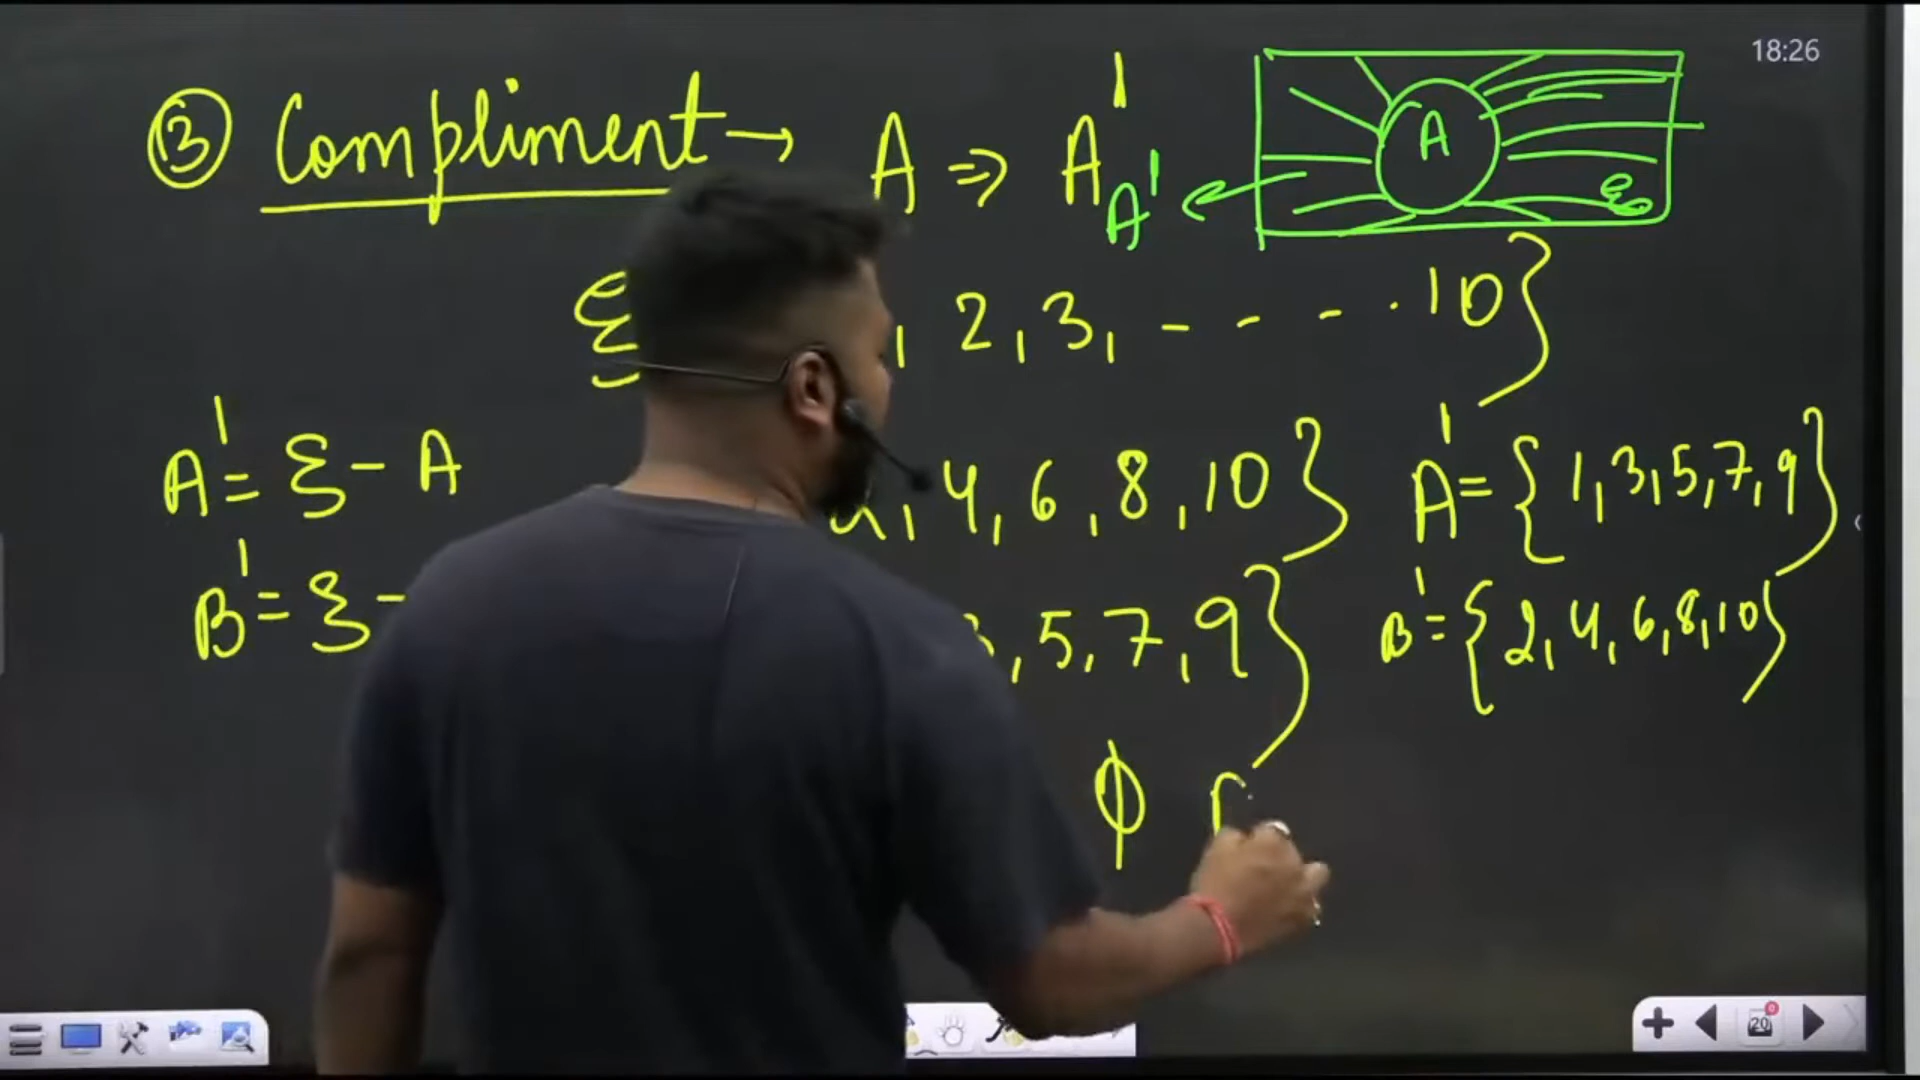 18:26
③ Compliment → A ⇒ A'
A
A'
ξ
ξ , 2, 3, - - - - . 10}
A' = ξ - A
, 4, 6, 8, 10}
A' = {1, 3, 5, 7, 9}
B' = ξ -
, 5, 7, 9}
B' = {2, 4, 6, 8, 10}
ϕ
20